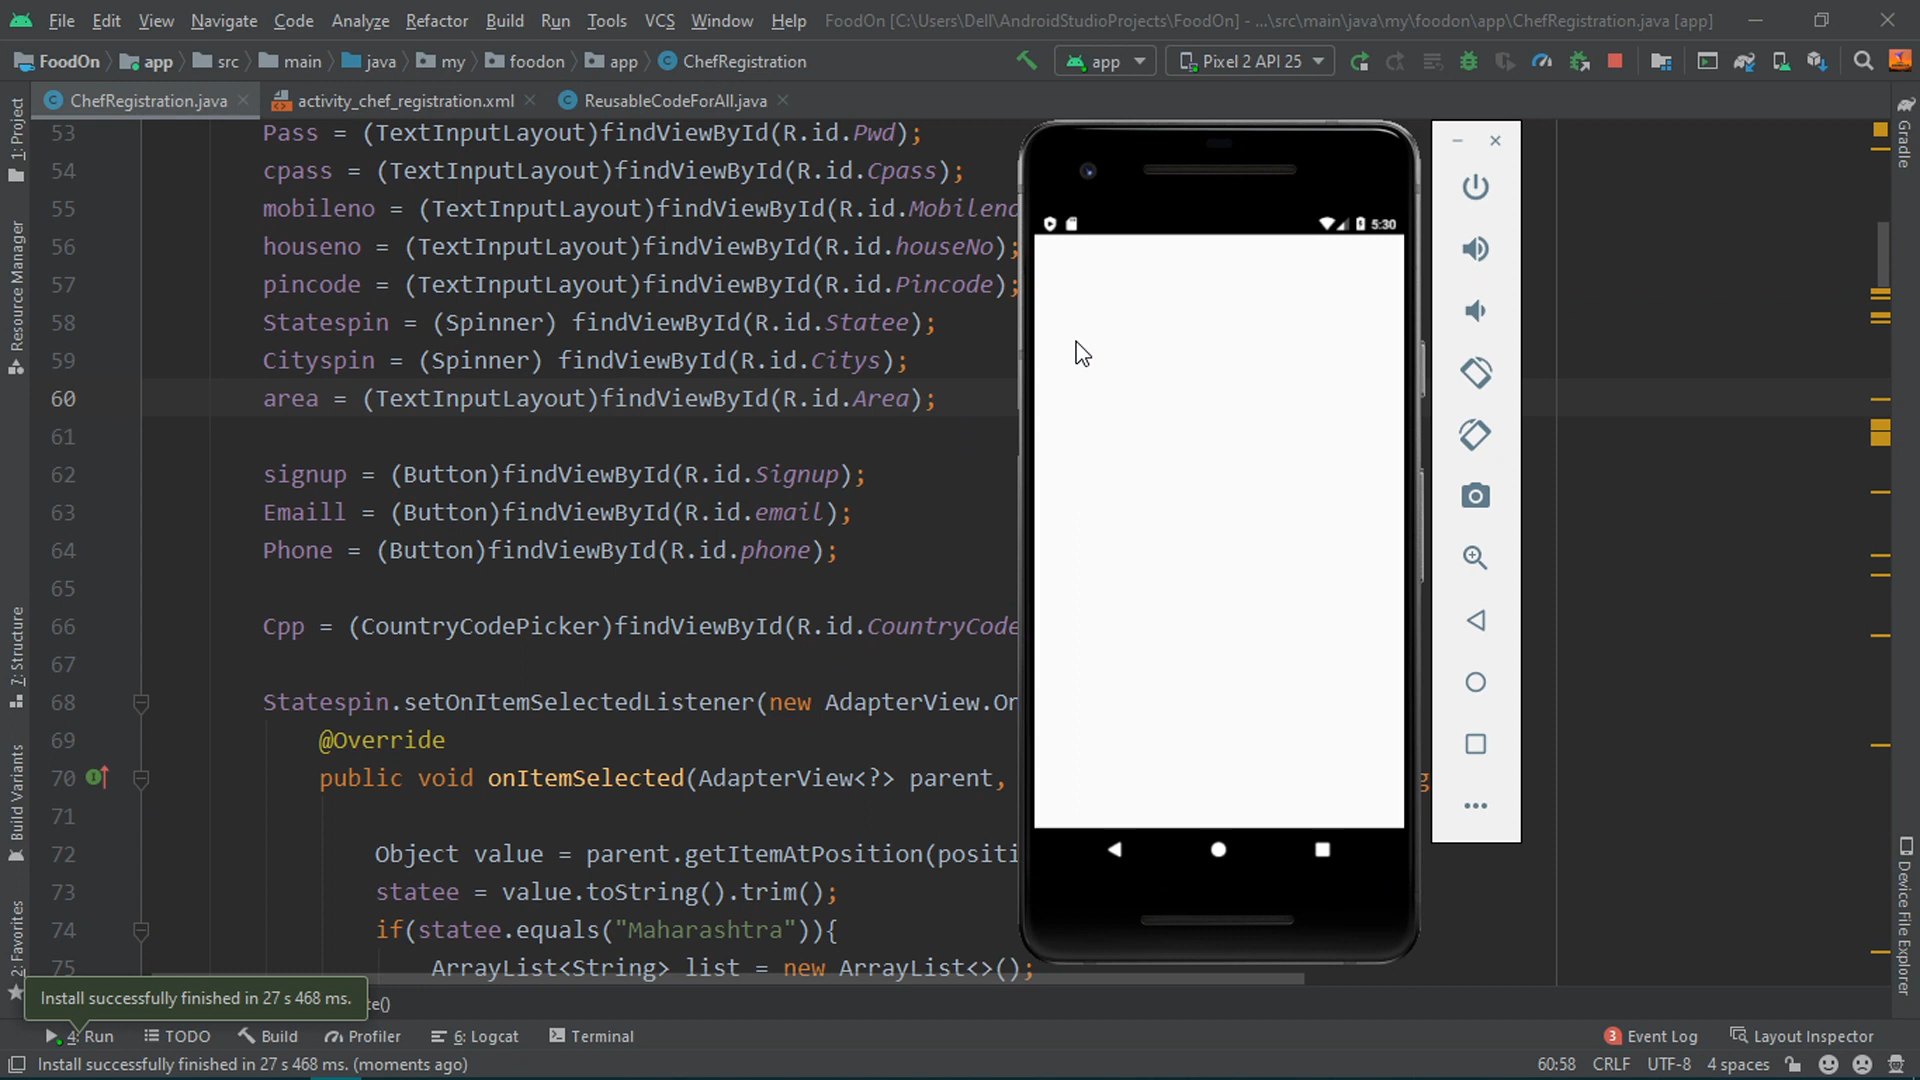 File Edit View Navigate Code Analyze Refactor Build Run Tools VCS Window Help FoodOn [C:\Users\Dell\AndroidStudioProjects\FoodOn] - ...\src\main\java\my\foodon\app\ChefRegistration.java [app]
FoodOn app src main java my foodon app ChefRegistration app Pixel 2 API 25
ChefRegistration.java activity_chef_registration.xml ReusableCodeForAll.java
1: Project
Resource Manager
7: Structure
Build Variants
2: Favorites
53 Pass = (TextInputLayout)findViewById(R.id.Pwd);
54 cpass = (TextInputLayout)findViewById(R.id.Cpass);
55 mobileno = (TextInputLayout)findViewById(R.id.Mobileno
56 houseno = (TextInputLayout)findViewById(R.id.houseNo);
57 pincode = (TextInputLayout)findViewById(R.id.Pincode);
58 Statespin = (Spinner) findViewById(R.id.Statee);
59 Cityspin = (Spinner) findViewById(R.id.Citys);
60 area = (TextInputLayout)findViewById(R.id.Area);
61
62 signup = (Button)findViewById(R.id.Signup);
63 Emaill = (Button)findViewById(R.id.email);
64 Phone = (Button)findViewById(R.id.phone);
65
66 Cpp = (CountryCodePicker)findViewById(R.id.CountryCode
67
68 Statespin.setOnItemSelectedListener(new AdapterView.On
69 @Override
70 public void onItemSelected(AdapterView<?> parent, g
71
72 Object value = parent.getItemAtPosition(positi
73 statee = value.toString().trim();
74 if(statee.equals("Maharashtra")){
75 ArrayList<String> list = new ArrayList<>();
5:30
Gradle
Device File Explorer
Install successfully finished in 27 s 468 ms.
te()
4: Run TODO Build Profiler 6: Logcat Terminal 3 Event Log Layout Inspector
Install successfully finished in 27 s 468 ms. (moments ago) 60:58 CRLF UTF-8 4 spaces